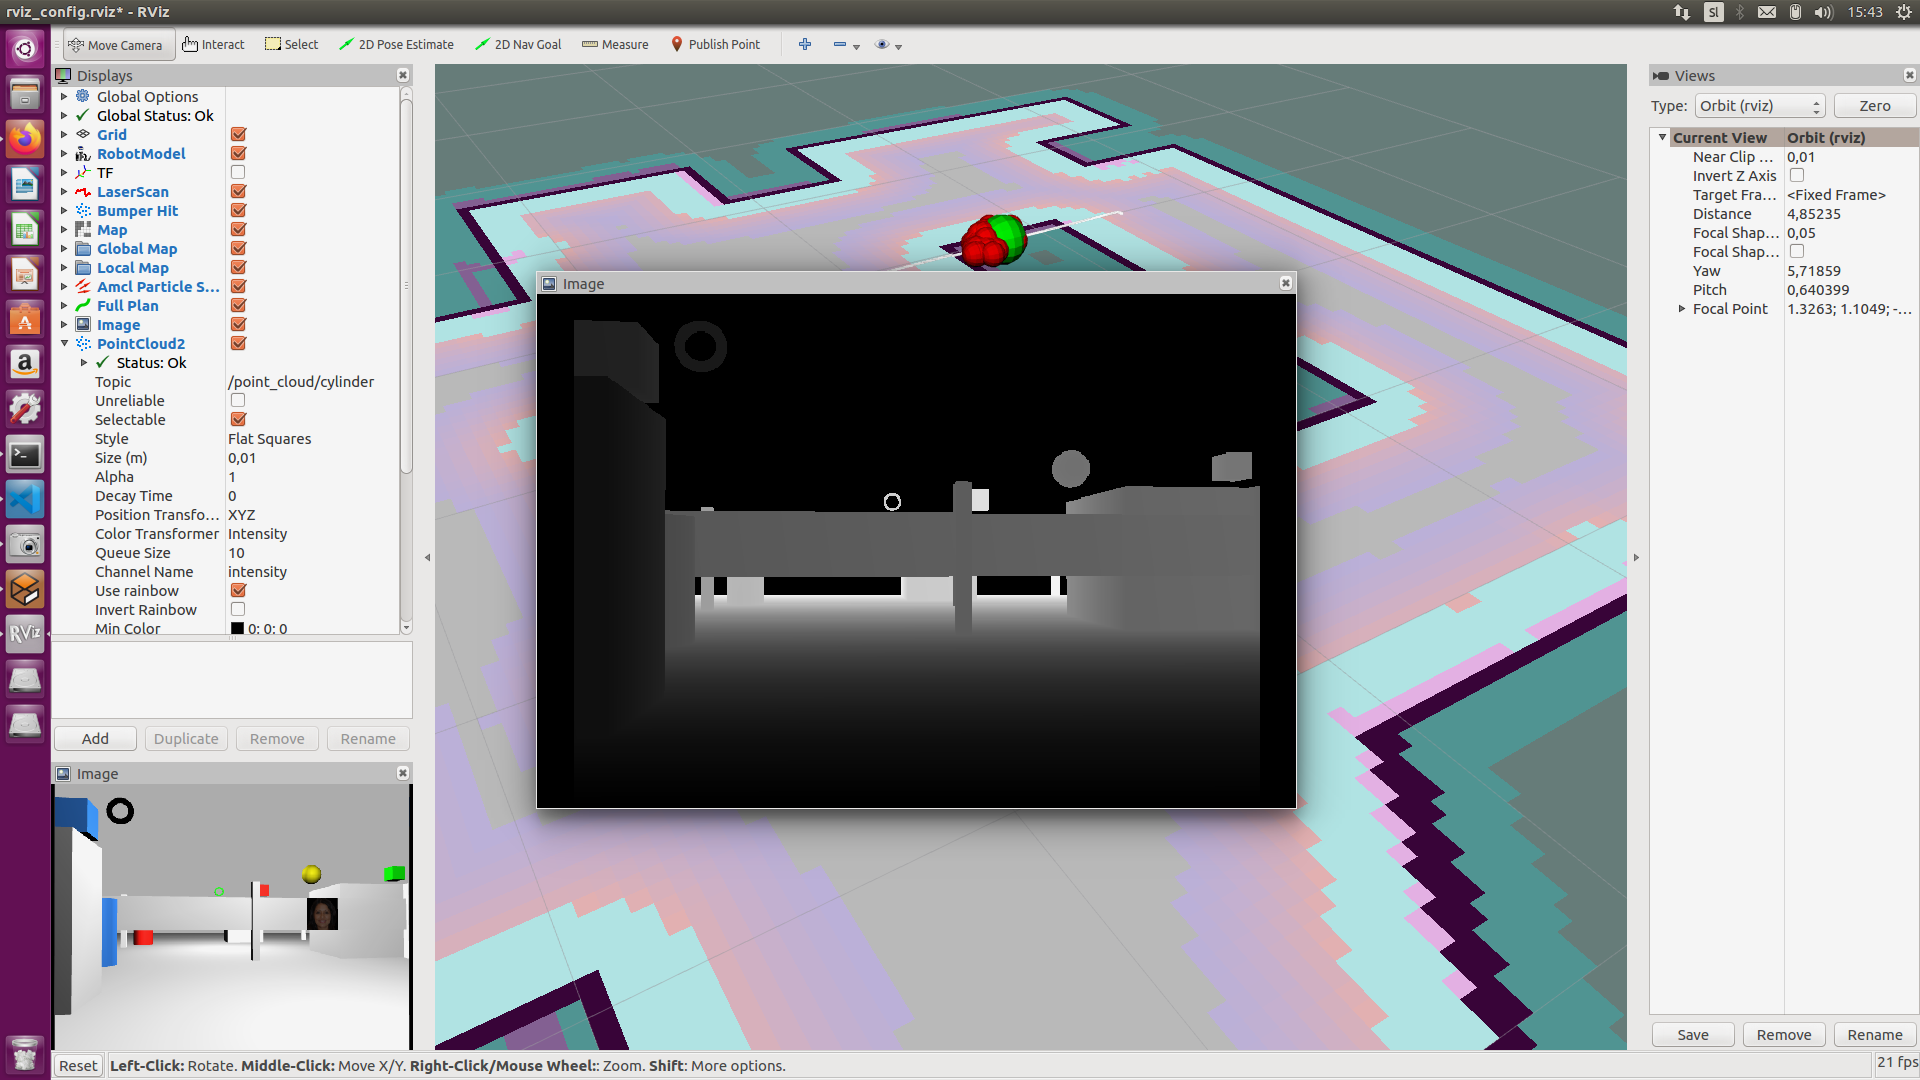 rviz_config.rviz* - RViz
Sl
15:43
Move Camera
Interact
Select
2D Pose Estimate
2D Nav Goal
Measure
Publish Point
Displays
Global Options
Global Status: Ok
Grid
RobotModel
TF
LaserScan
Bumper Hit
Map
Global Map
Local Map
Amcl Particle S...
Full Plan
Image
PointCloud2
Status: Ok
Topic /point_cloud/cylinder
Unreliable
Selectable
Style Flat Squares
Size (m) 0,01
Alpha 1
Decay Time 0
Position Transfo... XYZ
Color Transformer Intensity
Queue Size 10
Channel Name intensity
Use rainbow
Invert Rainbow
Min Color 0; 0; 0
Add
Duplicate
Remove
Rename
Image
Image
Views
Type: Orbit (rviz)
Zero
Current View Orbit (rviz)
Near Clip ... 0,01
Invert Z Axis
Target Fra... <Fixed Frame>
Distance 4,85235
Focal Shap... 0,05
Focal Shap...
Yaw 5,71859
Pitch 0,640399
Focal Point 1.3263; 1.1049; -...
Save
Remove
Rename
RViz
Reset
Left-Click: Rotate. Middle-Click: Move X/Y. Right-Click/Mouse Wheel:: Zoom. Shift: More options.
21 fps